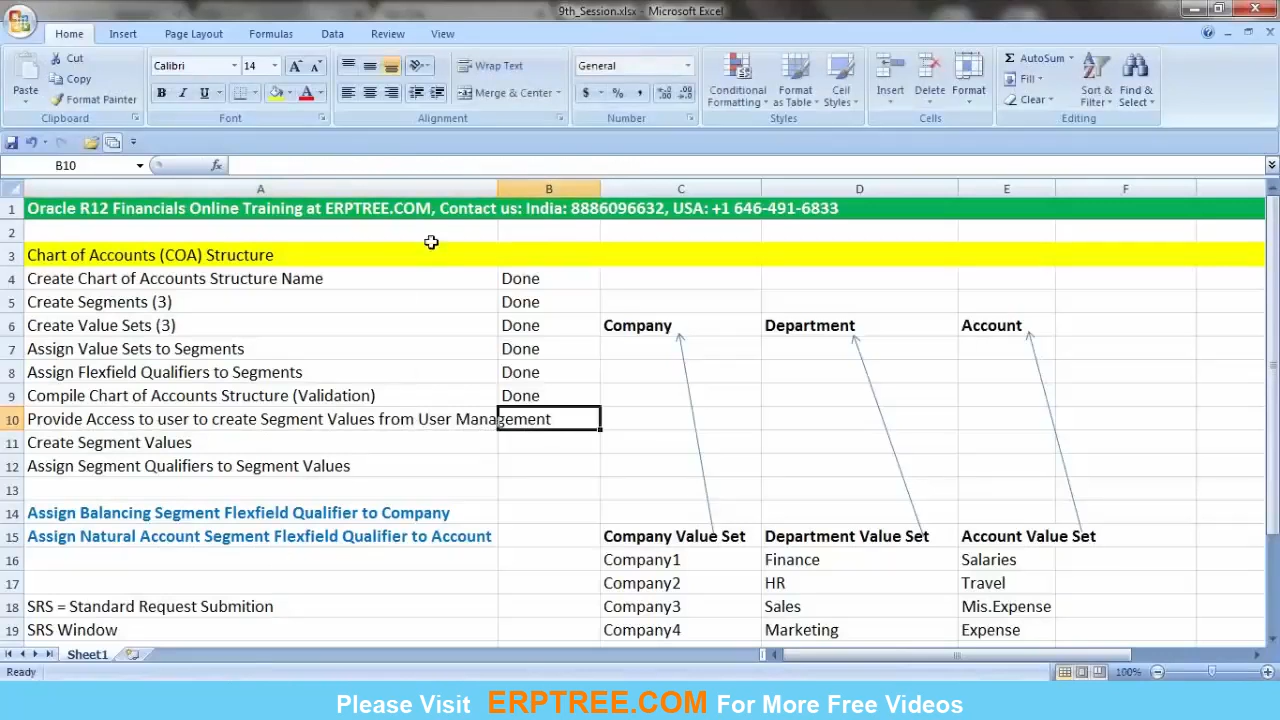 9th_Session.xlsx - Microsoft Excel
Home Insert Page Layout Formulas Data Review View
Paste Cut Copy Format Painter Clipboard
Calibri 14 A A B I U A Font
Wrap Text Merge & Center Alignment
General $ % , Number
Conditional Formatting Format as Table Cell Styles Styles
Insert Delete Format Cells
Σ AutoSum Fill Clear Sort & Filter Find & Select Editing
B10 fx
A B C D E F
1 Oracle R12 Financials Online Training at ERPTREE.COM, Contact us: India: 8886096632, USA: +1 646-491-6833
2
3 Chart of Accounts (COA) Structure
4 Create Chart of Accounts Structure Name Done
5 Create Segments (3) Done
6 Create Value Sets (3) Done Company Department Account
7 Assign Value Sets to Segments Done
8 Assign Flexfield Qualifiers to Segments Done
9 Compile Chart of Accounts Structure (Validation) Done
10 Provide Access to user to create Segment Values from User Management
11 Create Segment Values
12 Assign Segment Qualifiers to Segment Values
13
14 Assign Balancing Segment Flexfield Qualifier to Company
15 Assign Natural Account Segment Flexfield Qualifier to Account Company Value Set Department Value Set Account Value Set
16 Company1 Finance Salaries
17 Company2 HR Travel
18 SRS = Standard Request Submition Company3 Sales Mis.Expense
19 SRS Window Company4 Marketing Expense
Sheet1
Ready 100%
Please Visit ERPTREE.COM For More Free Videos